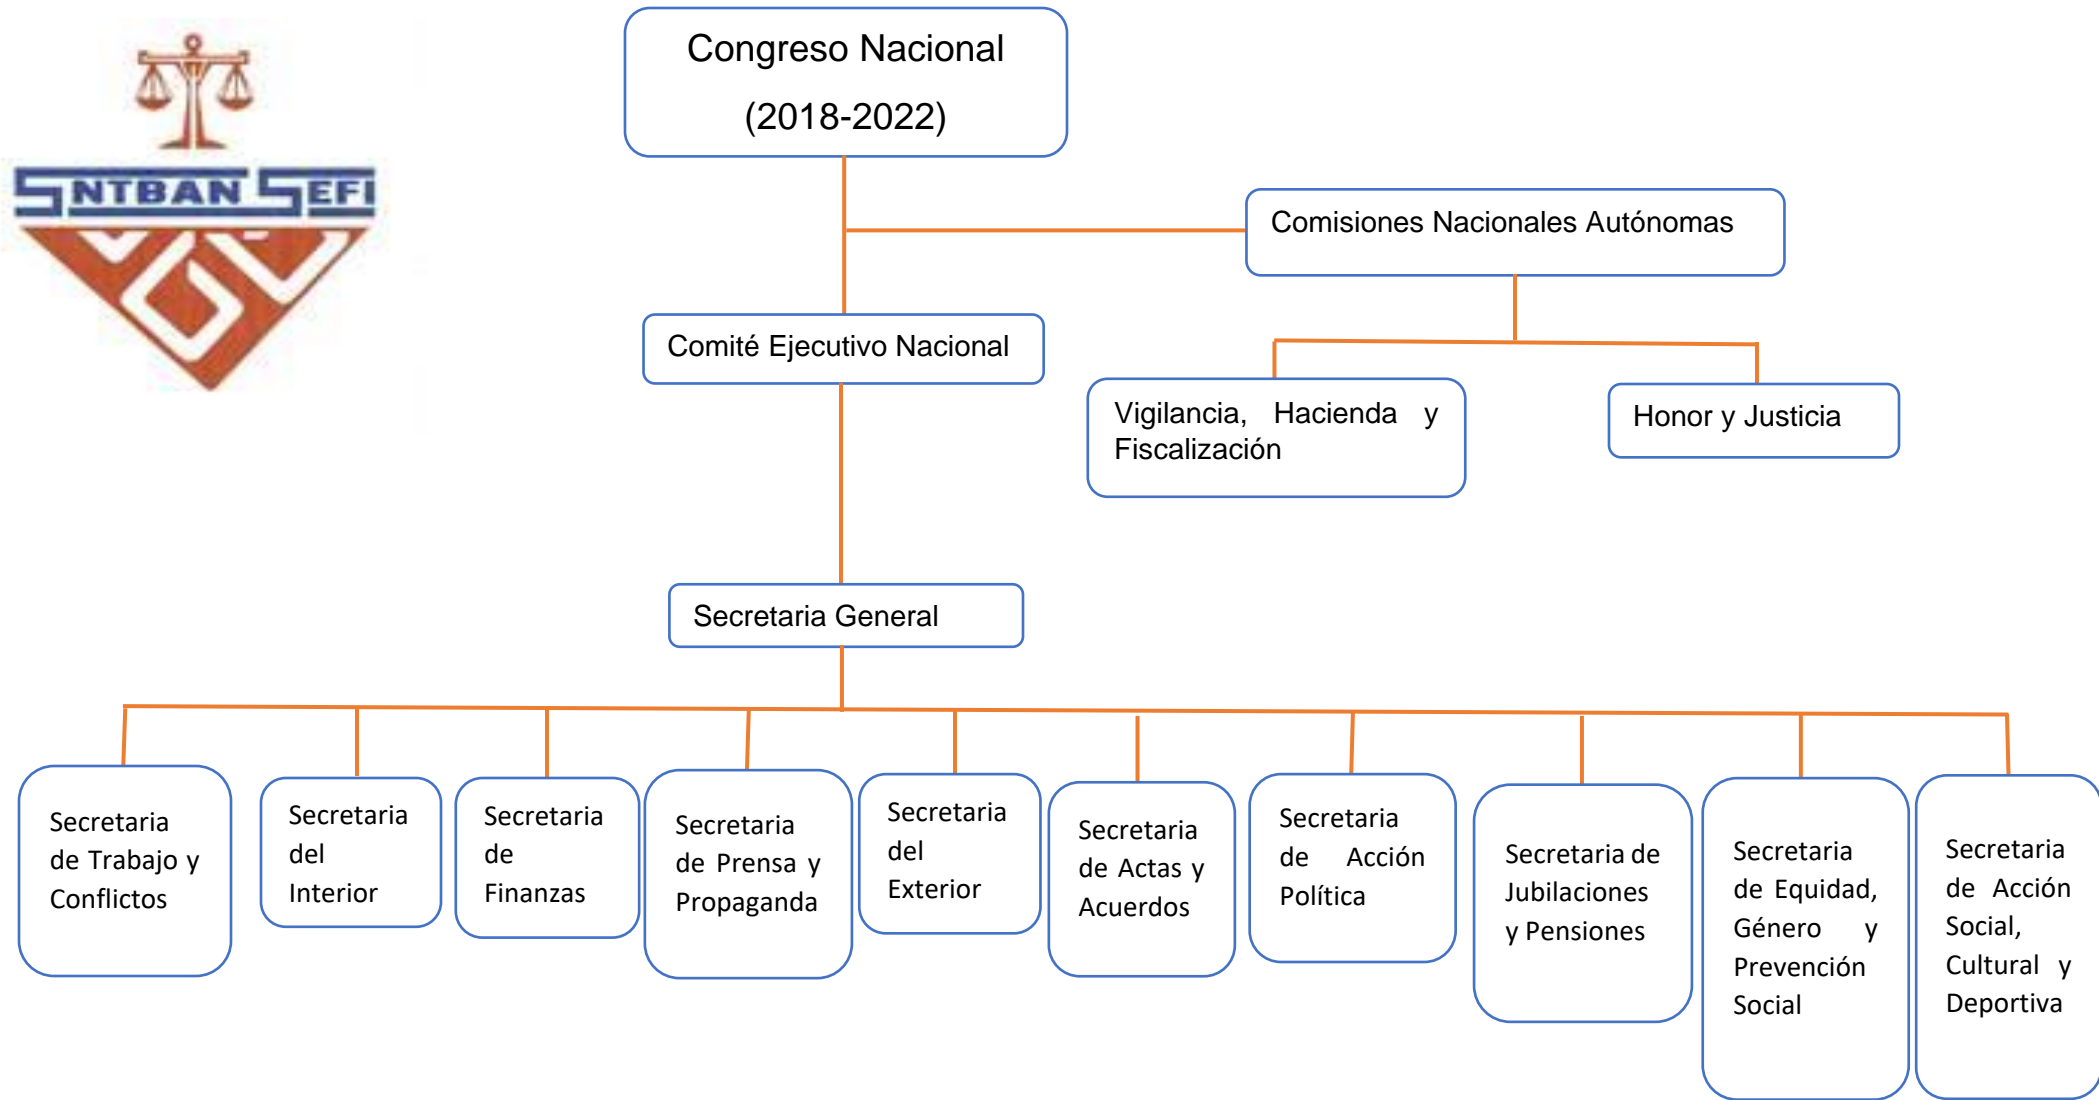 SNTBAN SEFI
Congreso Nacional
(2018-2022)
Comisiones Nacionales Autónomas
Comité Ejecutivo Nacional
Vigilancia, Hacienda y
Fiscalización
Honor y Justicia
Secretaria General
Secretaria
de Trabajo y
Conflictos
Secretaria
del
Interior
Secretaria
de
Finanzas
Secretaria
de Prensa y
Propaganda
Secretaria
del
Exterior
Secretaria
de Actas y
Acuerdos
Secretaria
de Acción
Política
Secretaria de
Jubilaciones
y Pensiones
Secretaria
de Equidad,
Género y
Prevención
Social
Secretaria
de Acción
Social,
Cultural y
Deportiva